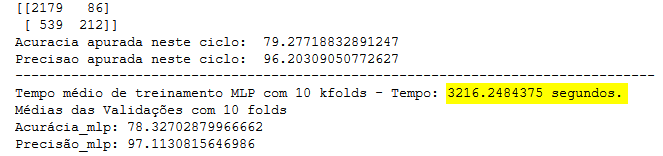 [[2179   86]
 [ 539  212]]
Acuracia apurada neste ciclo:  79.27718832891247
Precisao apurada neste ciclo:  96.20309050772627
--------------------------------------------------------------------------------
Tempo médio de treinamento MLP com 10 kfolds - Tempo: 3216.2484375 segundos.
Médias das Validações com 10 folds
Acurácia_mlp: 78.32702879966662
Precisão_mlp: 97.1130815646986